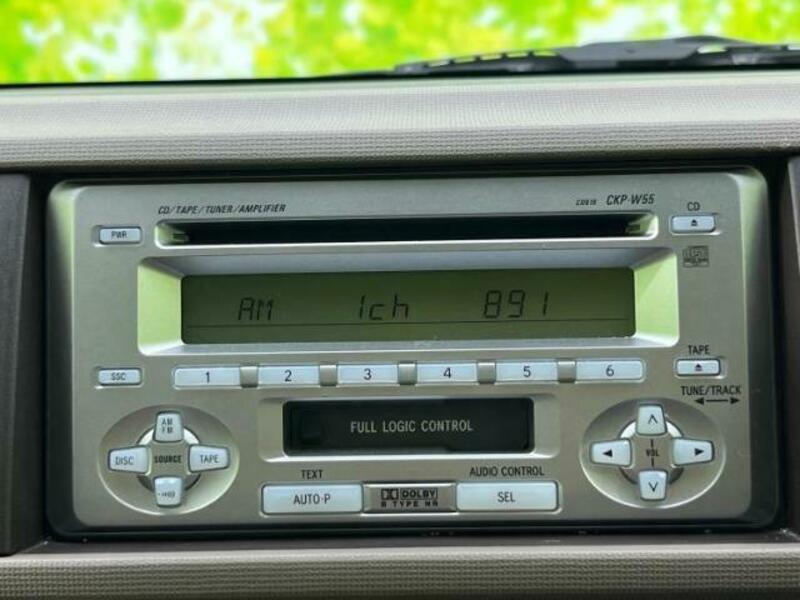 CD/TAPE/TUNER/AMPLIFIER
CKP-W55
CD
PWR
AM 1ch 891
TAPE
SSC
1 2 3 4 5 6
TUNE/TRACK
AM
FM
DISC SOURCE TAPE
FULL LOGIC CONTROL
VOL
TEXT
AUTO·P
DOLBY
B TYPE NR
AUDIO CONTROL
SEL